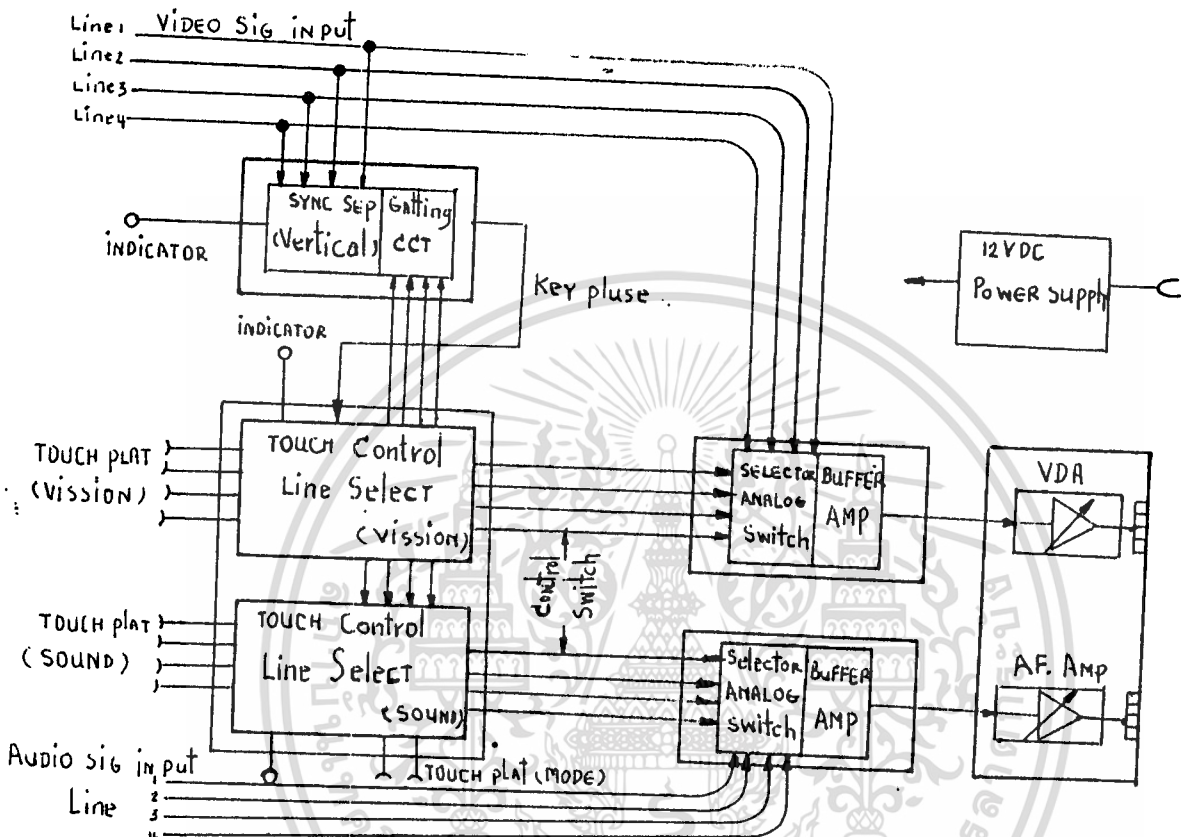 Line1 VIDEO Sig input
Line2
Line3
Line4
SYNC SEP
(Vertical)
Gatting
CCT
INDICATOR
Key pluse
12VDC
Power Supply
INDICATOR
TOUCH PLAT
(VISSION)
TOUCH Control
Line Select
(VISSION)
SELECTOR
ANALOG
Switch
BUFFER
AMP
VDA
Control
Switch
TOUCH plat
(SOUND)
TOUCH Control
Line Select
(SOUND)
Selector
ANALOG
Switch
BUFFER
AMP
AF. AMP
TOUCH plat (MODE)
Audio Sig input
Line
2
3
4